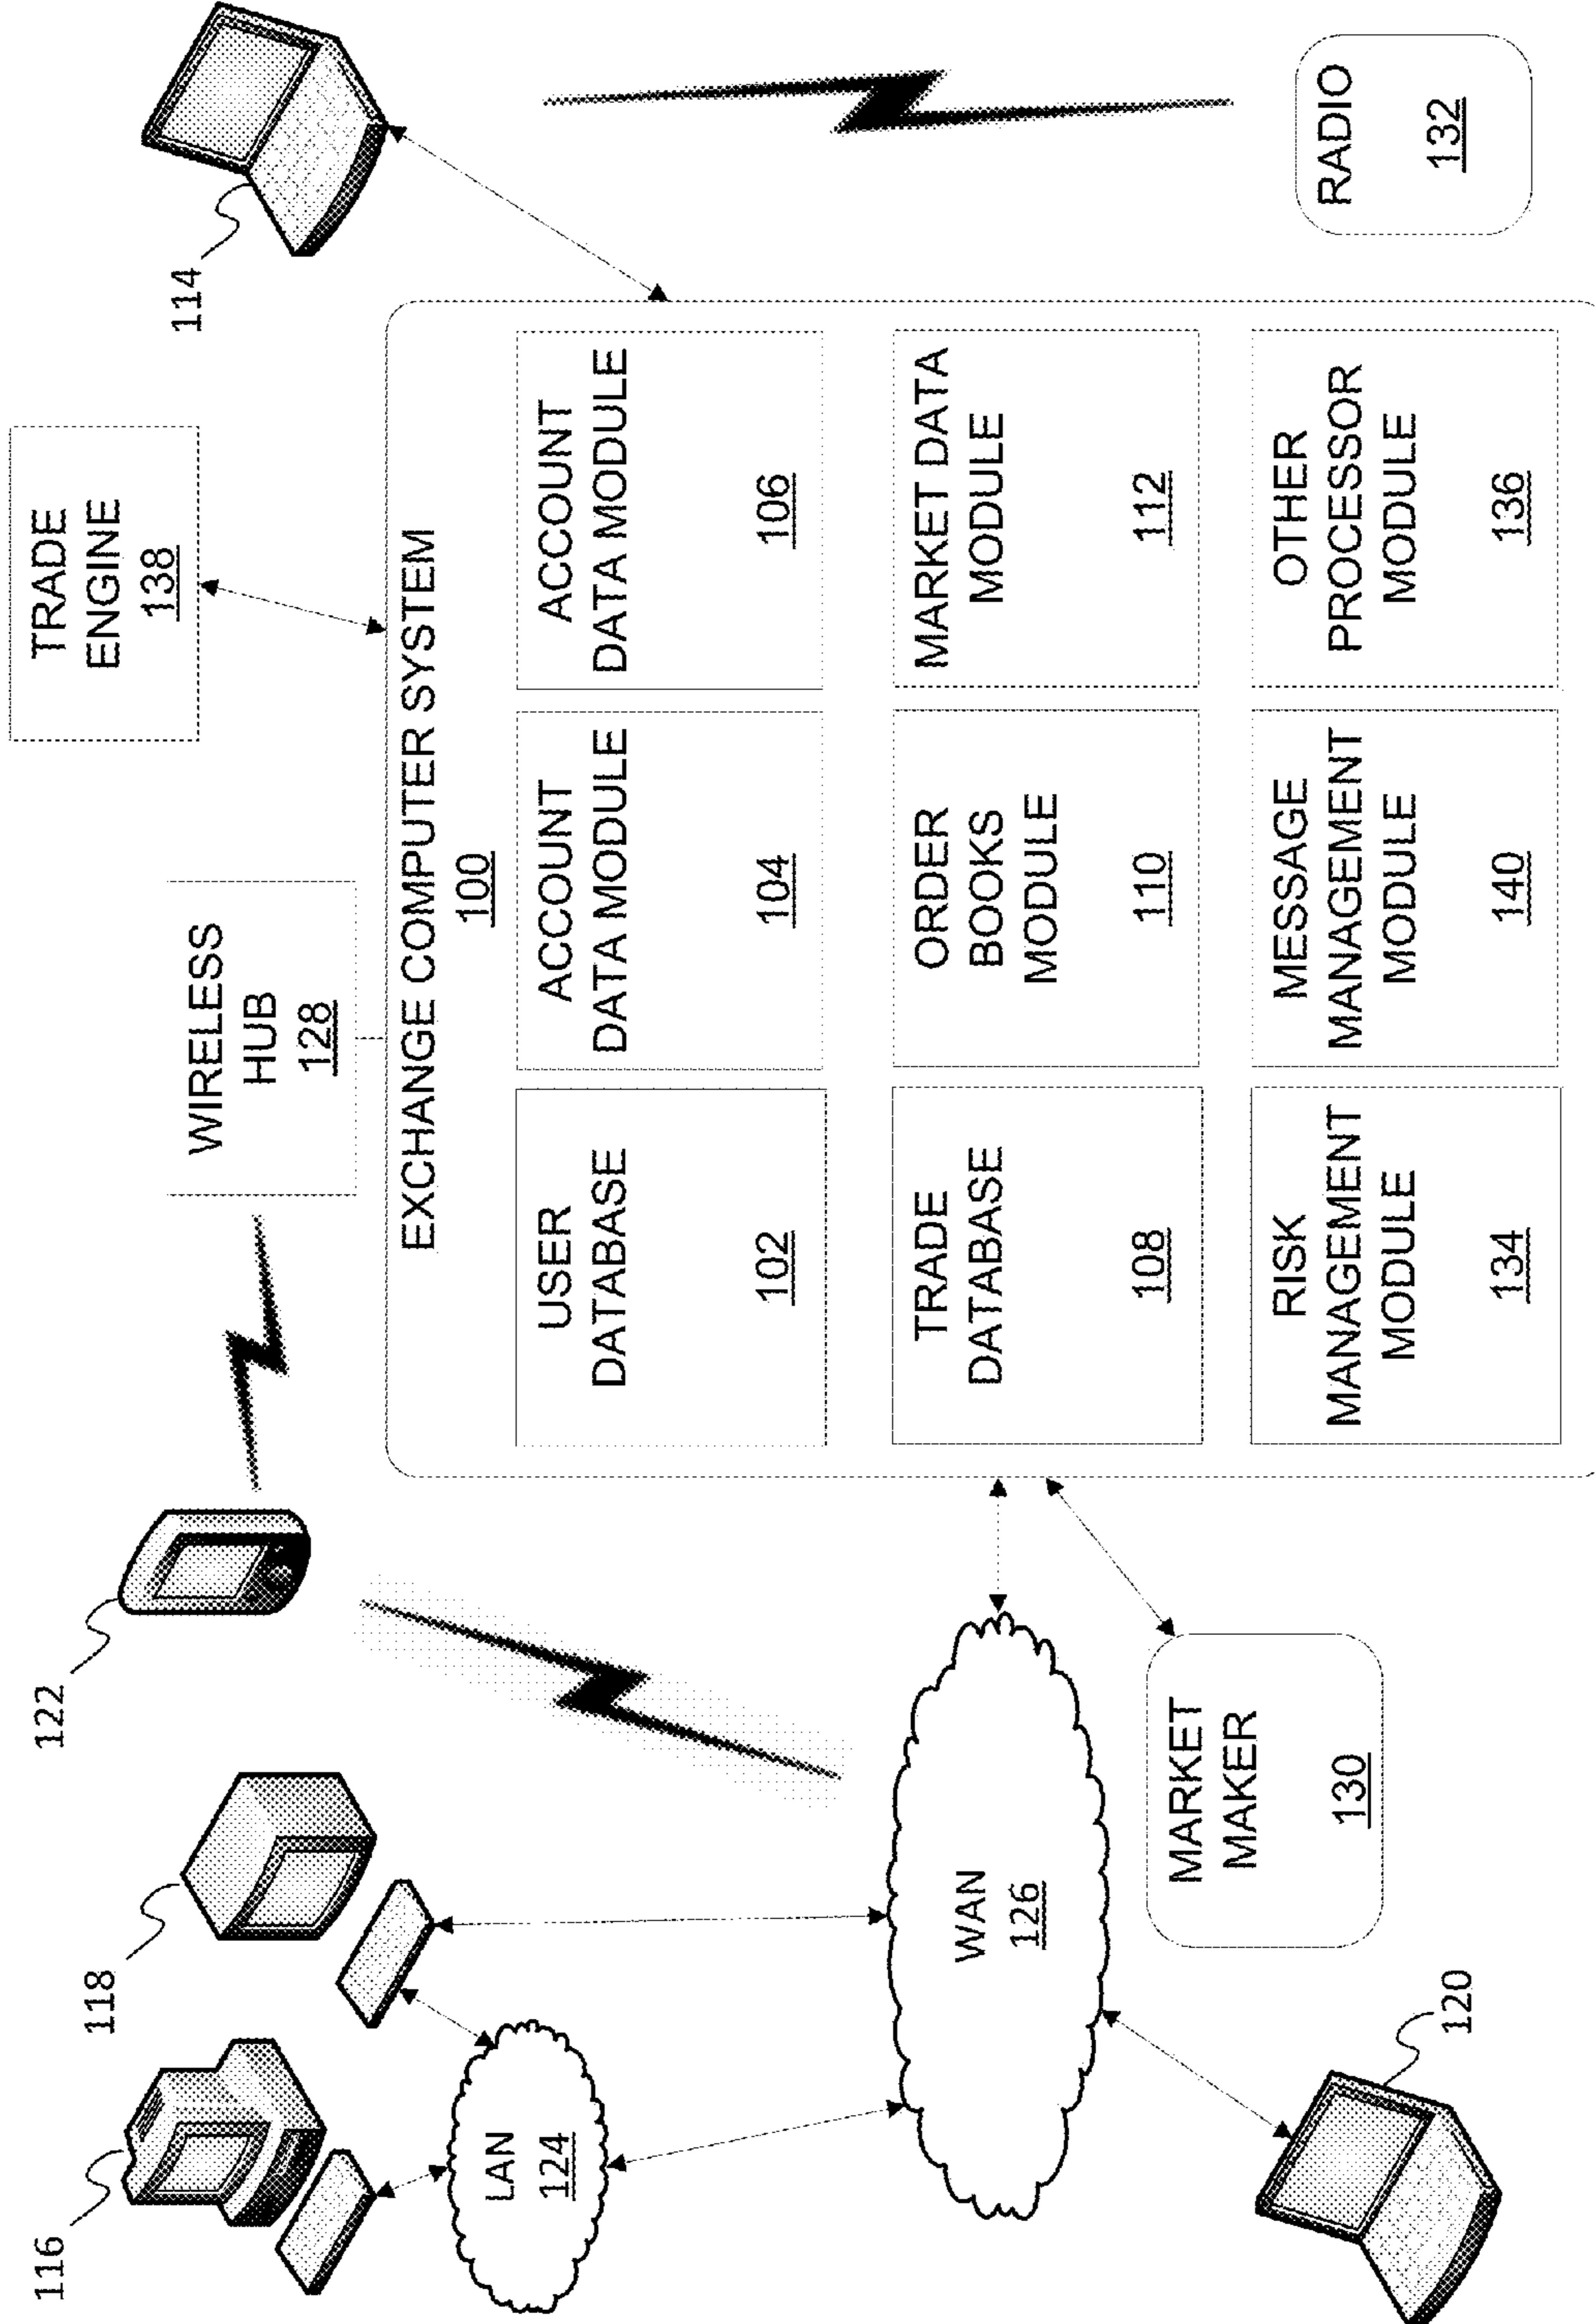 TRADE
ENGINE
138
WIRELESS
HUB
128
114
122
118
116
EXCHANGE COMPUTER SYSTEM
100
USER
DATABASE
102
ACCOUNT
DATA MODULE
104
ACCOUNT
DATA MODULE
106
TRADE
DATABASE
108
ORDER
BOOKS
MODULE
110
MARKET DATA
MODULE
112
RISK
MANAGEMENT
MODULE
134
MESSAGE
MANAGEMENT
MODULE
140
OTHER
PROCESSOR
MODULE
136
LAN
124
WAN
126
MARKET
MAKER
130
120
RADIO
132